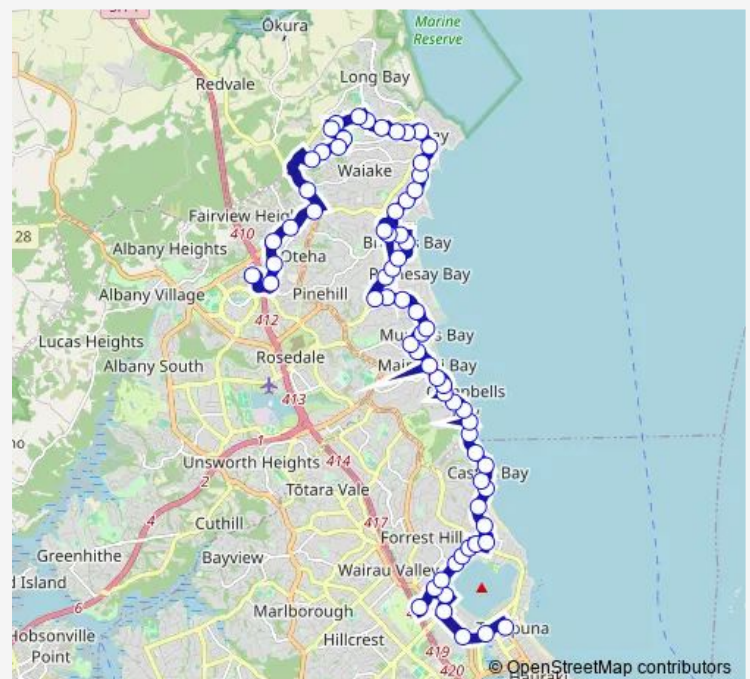 Ōkura
Marine
Reserve
Long Bay
Redvale
Waiake
Fairview Heig
28
410
Albany Heights
Oteha
Bay
Albany Village
Pinehill
412
Lucas Heights
Rosedale
Bay
Albany South
Bay
413
1
Unsworth Heights
414
2
Tōtara Vale
Bay
4
417
Cuthill
Forrest Hill
Greenhithe
Bayview
Island
Wairau Valley
6
Marlborough
Hobsonville
Point
Hillcrest
419
420
© OpenStreetMap contributors